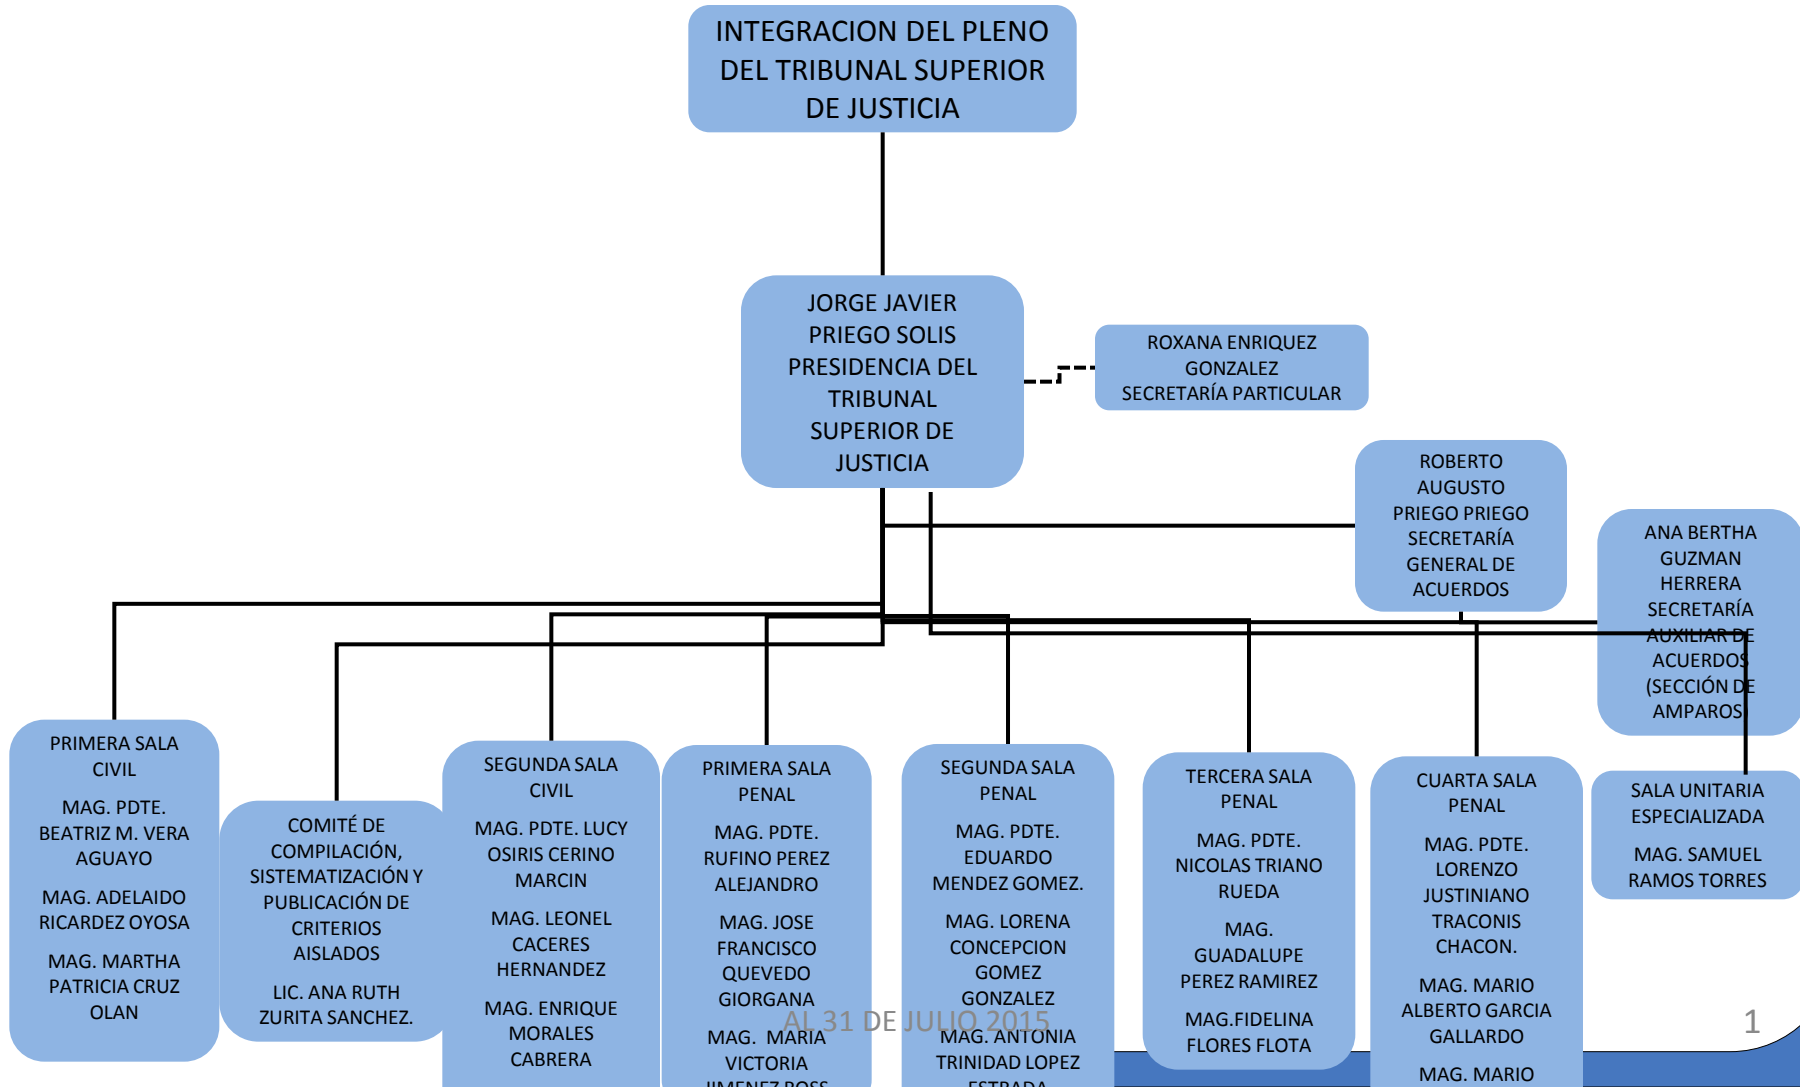 INTEGRACION DEL PLENO
DEL TRIBUNAL SUPERIOR
DE JUSTICIA
JORGE JAVIER
PRIEGO SOLIS
PRESIDENCIA DEL
TRIBUNAL
SUPERIOR DE
JUSTICIA
ROXANA ENRIQUEZ
GONZALEZ
SECRETARÍA PARTICULAR
ROBERTO
AUGUSTO
PRIEGO PRIEGO
SECRETARÍA
GENERAL DE
ACUERDOS
ANA BERTHA
GUZMAN
HERRERA
SECRETARÍA
AUXILIAR DE
ACUERDOS
(SECCIÓN DE
AMPAROS)
PRIMERA SALA
CIVIL
MAG. PDTE.
BEATRIZ M. VERA
AGUAYO
MAG. ADELAIDO
RICARDEZ OYOSA
MAG. MARTHA
PATRICIA CRUZ
OLAN
COMITÉ DE
COMPILACIÓN,
SISTEMATIZACIÓN Y
PUBLICACIÓN DE
CRITERIOS
AISLADOS
LIC. ANA RUTH
ZURITA SANCHEZ.
SEGUNDA SALA
CIVIL
MAG. PDTE. LUCY
OSIRIS CERINO
MARCIN
MAG. LEONEL
CACERES
HERNANDEZ
MAG. ENRIQUE
MORALES
CABRERA
PRIMERA SALA
PENAL
MAG. PDTE.
RUFINO PEREZ
ALEJANDRO
MAG. JOSE
FRANCISCO
QUEVEDO
GIORGANA
MAG. MARIA
VICTORIA
JIMENEZ ROSS
SEGUNDA SALA
PENAL
MAG. PDTE.
EDUARDO
MENDEZ GOMEZ.
MAG. LORENA
CONCEPCION
GOMEZ
GONZALEZ
MAG. ANTONIA
TRINIDAD LOPEZ
ESTRADA
TERCERA SALA
PENAL
MAG. PDTE.
NICOLAS TRIANO
RUEDA
MAG.
GUADALUPE
PEREZ RAMIREZ
MAG.FIDELINA
FLORES FLOTA
CUARTA SALA
PENAL
MAG. PDTE.
LORENZO
JUSTINIANO
TRACONIS
CHACON.
MAG. MARIO
ALBERTO GARCIA
GALLARDO
MAG. MARIO
SALA UNITARIA
ESPECIALIZADA
MAG. SAMUEL
RAMOS TORRES
AL 31 DE JULIO 2015
1